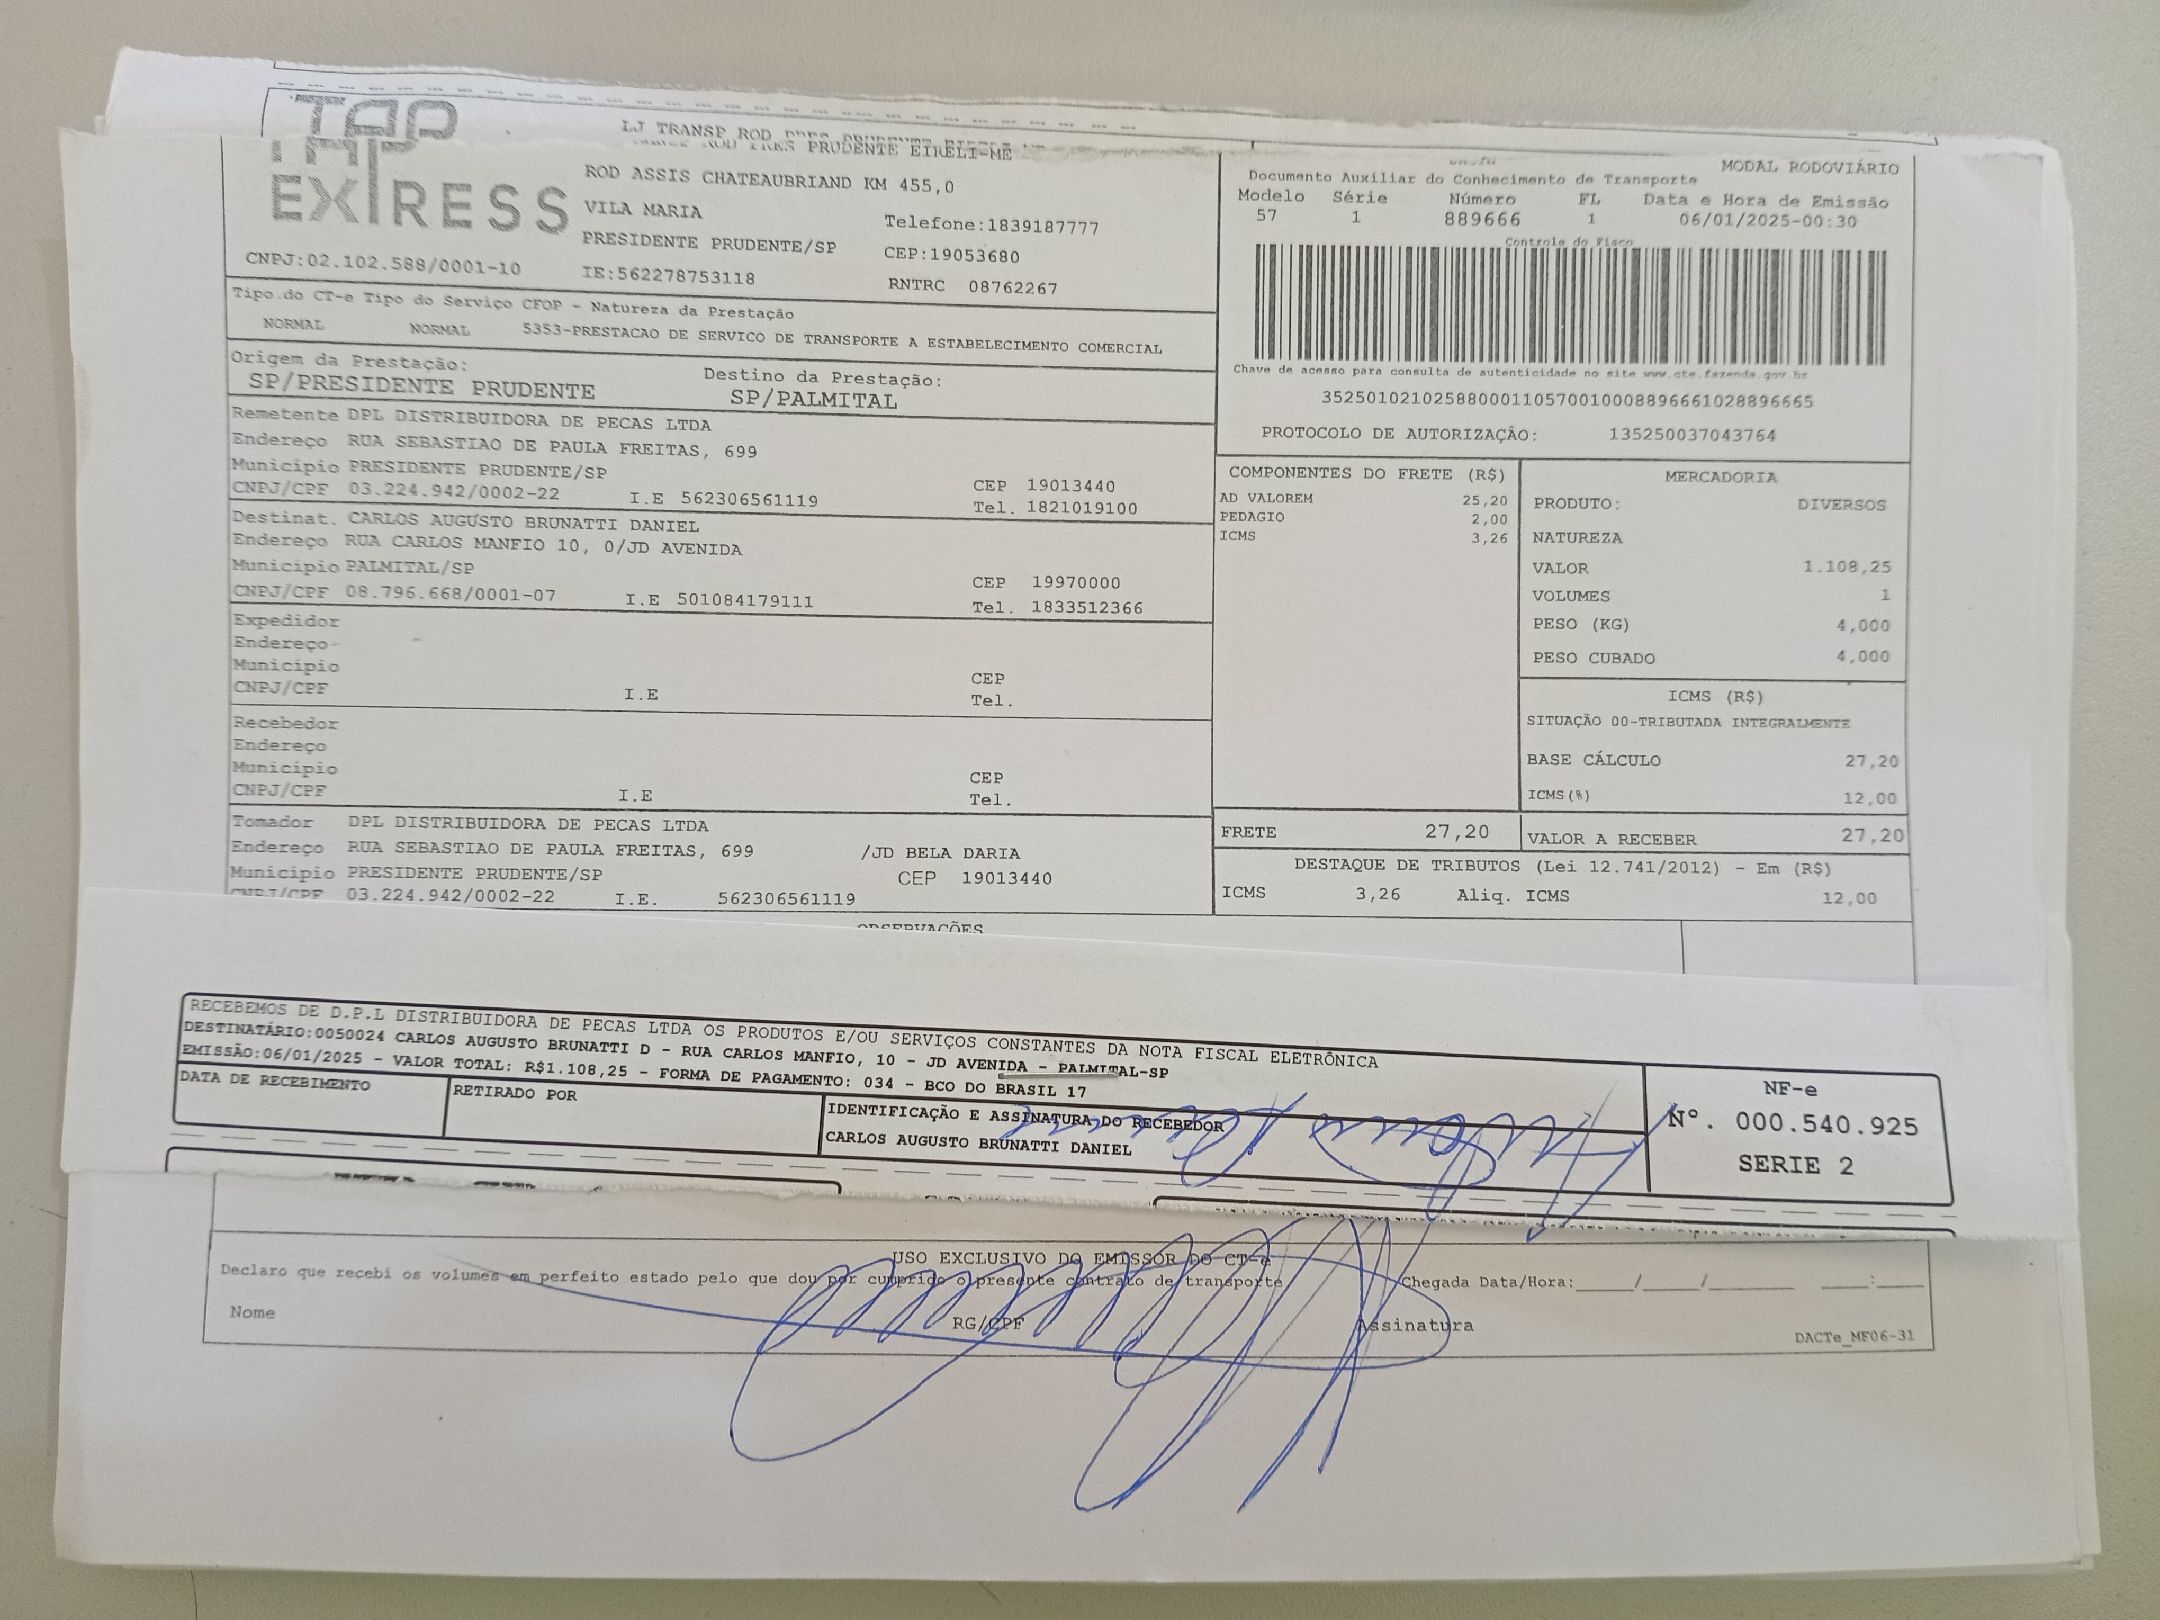 TAP
EXPRESS
LJ TRANSP ROD PRES PRUDENTE EIRELI-ME
ROD ASSIS CHATEAUBRIAND KM 455,0
VILA MARIA
Telefone:1839187777
PRESIDENTE PRUDENTE/SP
CEP:19053680
CNPJ:02.102.588/0001-10
IE:562278753118
RNTRC 08762267
MODAL RODOVIÁRIO
Documento Auxiliar do Conhecimento de Transporte
Modelo Série Número FL Data e Hora de Emissão
57 1 889666 1 06/01/2025-00:30
Controle do Fisco
Chave de acesso para consulta de autenticidade no site www.cte.fazenda.gov.br
35250102102588000110570010008896661028896665
PROTOCOLO DE AUTORIZAÇÃO: 135250037043764
Tipo do CT-e Tipo do Serviço CFOP - Natureza da Prestação
NORMAL NORMAL 5353-PRESTACAO DE SERVICO DE TRANSPORTE A ESTABELECIMENTO COMERCIAL
Origem da Prestação: Destino da Prestação:
SP/PRESIDENTE PRUDENTE SP/PALMITAL
Remetente DPL DISTRIBUIDORA DE PECAS LTDA
Endereço RUA SEBASTIAO DE PAULA FREITAS, 699
Município PRESIDENTE PRUDENTE/SP CEP 19013440
CNPJ/CPF 03.224.942/0002-22 I.E 562306561119 Tel. 1821019100
Destinat. CARLOS AUGUSTO BRUNATTI DANIEL
Endereço RUA CARLOS MANFIO 10, 0/JD AVENIDA
Município PALMITAL/SP CEP 19970000
CNPJ/CPF 08.796.668/0001-07 I.E 501084179111 Tel. 1833512366
Expedidor
Endereço
Município CEP
CNPJ/CPF I.E Tel.
Recebedor
Endereço
Município CEP
CNPJ/CPF I.E Tel.
Tomador DPL DISTRIBUIDORA DE PECAS LTDA
Endereço RUA SEBASTIAO DE PAULA FREITAS, 699 /JD BELA DARIA
Município PRESIDENTE PRUDENTE/SP CEP 19013440
CNPJ/CPF 03.224.942/0002-22 I.E. 562306561119
COMPONENTES DO FRETE (R$)
AD VALOREM 25,20
PEDAGIO 2,00
ICMS 3,26
MERCADORIA
PRODUTO: DIVERSOS
NATUREZA
VALOR 1.108,25
VOLUMES 1
PESO (KG) 4,000
PESO CUBADO 4,000
ICMS (R$)
SITUAÇÃO 00-TRIBUTADA INTEGRALMENTE
BASE CÁLCULO 27,20
ICMS(%) 12,00
FRETE 27,20 VALOR A RECEBER 27,20
DESTAQUE DE TRIBUTOS (Lei 12.741/2012) - Em (R$)
ICMS 3,26 Aliq. ICMS 12,00
OBSERVAÇÕES
RECEBEMOS DE D.P.L DISTRIBUIDORA DE PECAS LTDA OS PRODUTOS E/OU SERVIÇOS CONSTANTES DA NOTA FISCAL ELETRÔNICA
DESTINATÁRIO:0050024 CARLOS AUGUSTO BRUNATTI D - RUA CARLOS MANFIO, 10 - JD AVENIDA - PALMITAL-SP
EMISSÃO:06/01/2025 - VALOR TOTAL: R$1.108,25 - FORMA DE PAGAMENTO: 034 - BCO DO BRASIL 17
DATA DE RECEBIMENTO
RETIRADO POR
IDENTIFICAÇÃO E ASSINATURA DO RECEBEDOR
CARLOS AUGUSTO BRUNATTI DANIEL
NF-e
Nº. 000.540.925
SERIE 2
USO EXCLUSIVO DO EMISSOR DO CT-e
Declaro que recebi os volumes em perfeito estado pelo que dou por cumprido o presente contrato de transporte Chegada Data/Hora:____/____/______ ___:___
Nome RG/CPF Assinatura
DACTe_MF06-31